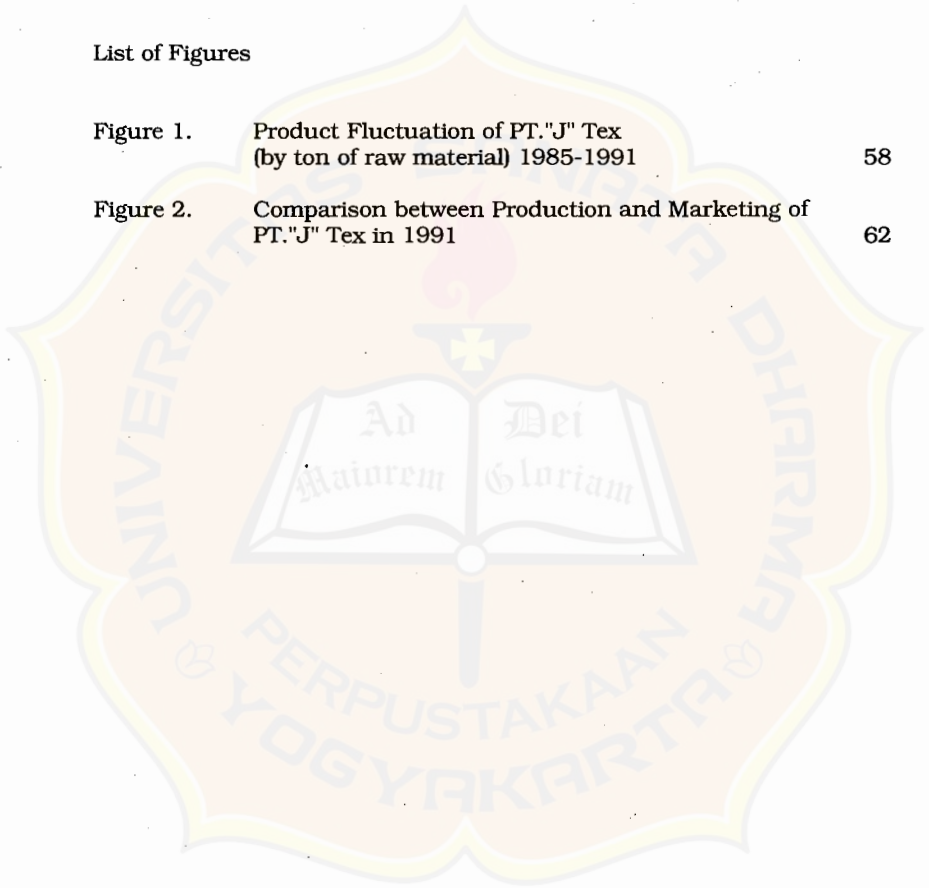 List of Figures
Figure 1. Product Fluctuation of PT."J" Tex
(by ton of raw material) 1985-1991 58
Figure 2. Comparison between Production and Marketing of
PT."J" Tex in 1991 62
UNIVERSITAS SANATA DHARMA
Ad Dei
Maiorem Gloriam
PERPUSTAKAAN
YOGYAKARTA